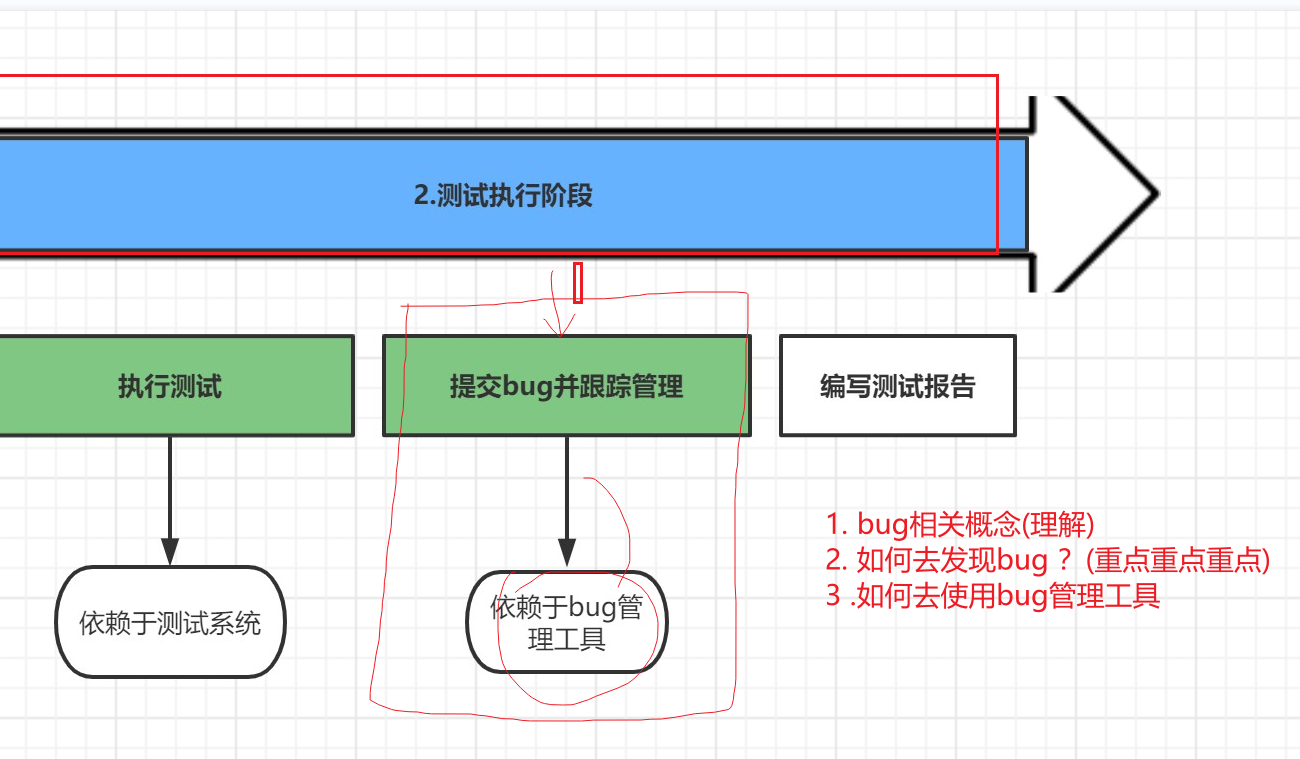 2.测试执行阶段
执行测试
提交bug并跟踪管理
编写测试报告
依赖于测试系统
依赖于bug管
理工具
1. bug相关概念(理解)
2. 如何去发现bug ? (重点重点重点)
3 .如何去使用bug管理工具